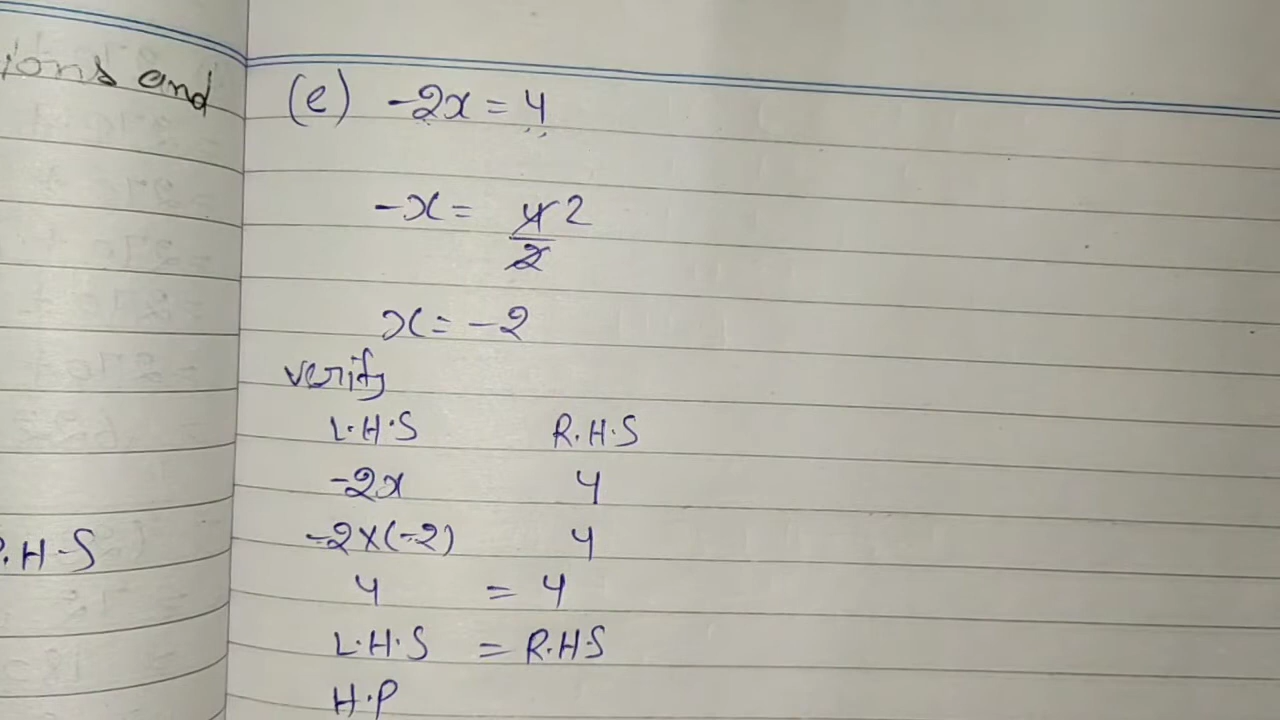 ions and
R.H.S
(e) -2x = 4
-x = 4 2
2
x = -2
verify
L.H.S R.H.S
-2x 4
-2×(-2) 4
4 = 4
L.H.S = R.H.S
H.P